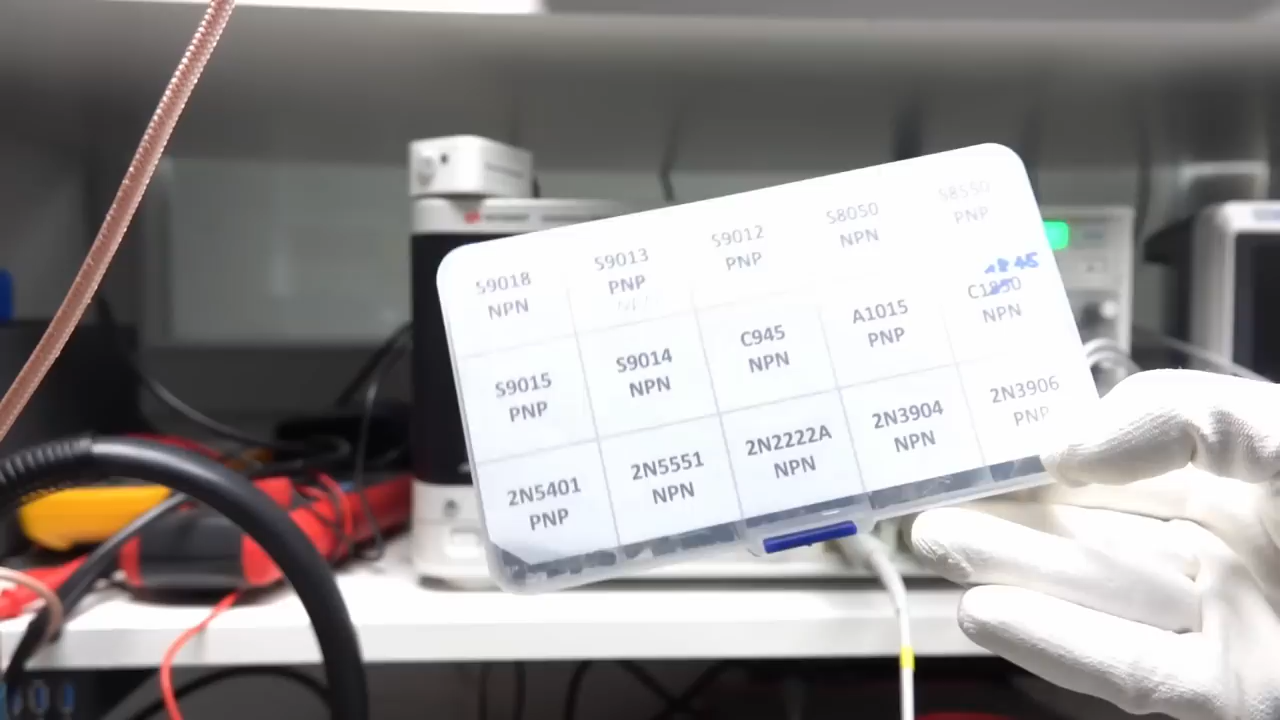 S9018
NPN
S9013
PNP
S9012
PNP
S8050
NPN
S8550
PNP
S9015
PNP
S9014
NPN
C945
NPN
A1015
PNP
NPN
2N5401
PNP
2N5551
NPN
2N2222A
NPN
2N3904
NPN
2N3906
PNP